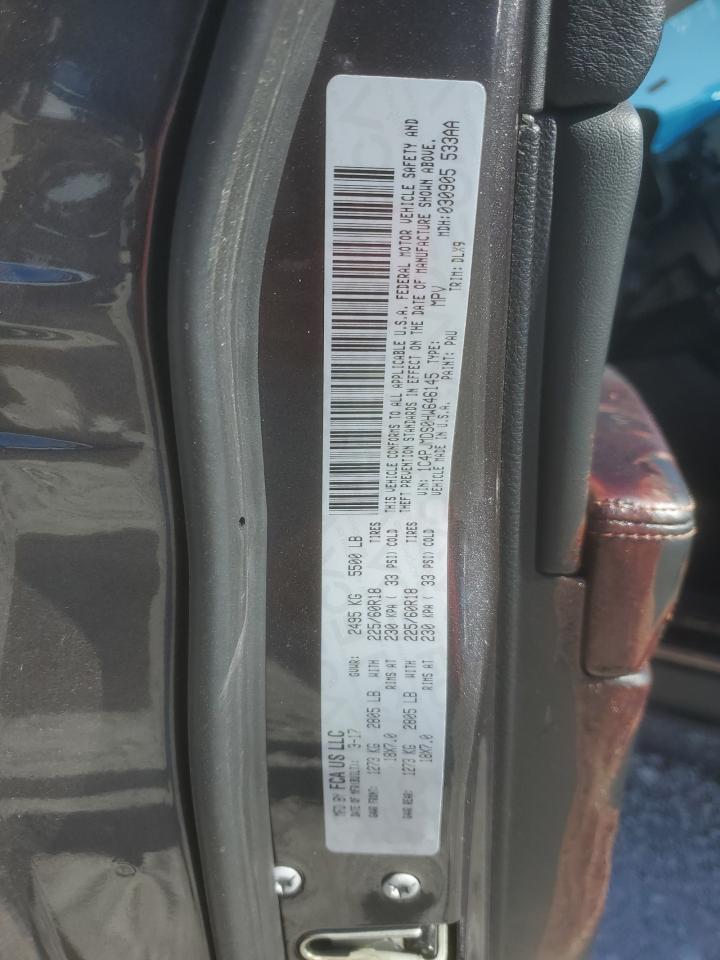 MFD BY FCA US LLC
DATE OF MFR(BUILT): 3-17 GVWR: 2495 KG 5500 LB
GAWR FRONT: 1273 KG 2805 LB WITH 225/60R18 TIRES
18X7.0 RIMS AT 230 KPA ( 33 PSI) COLD
GAWR REAR: 1273 KG 2805 LB WITH 225/60R18 TIRES
18X7.0 RIMS AT 230 KPA ( 33 PSI) COLD
THIS VEHICLE CONFORMS TO ALL APPLICABLE U.S.A. FEDERAL MOTOR VEHICLE SAFETY AND
THEFT PREVENTION STANDARDS IN EFFECT ON THE DATE OF MANUFACTURE SHOWN ABOVE.
VIN: 1C4PJMDS0HW646145 TYPE: MPV MDH:030905 533AA
VEHICLE MADE IN U.S.A. PAINT: PAU TRIM: DLX9